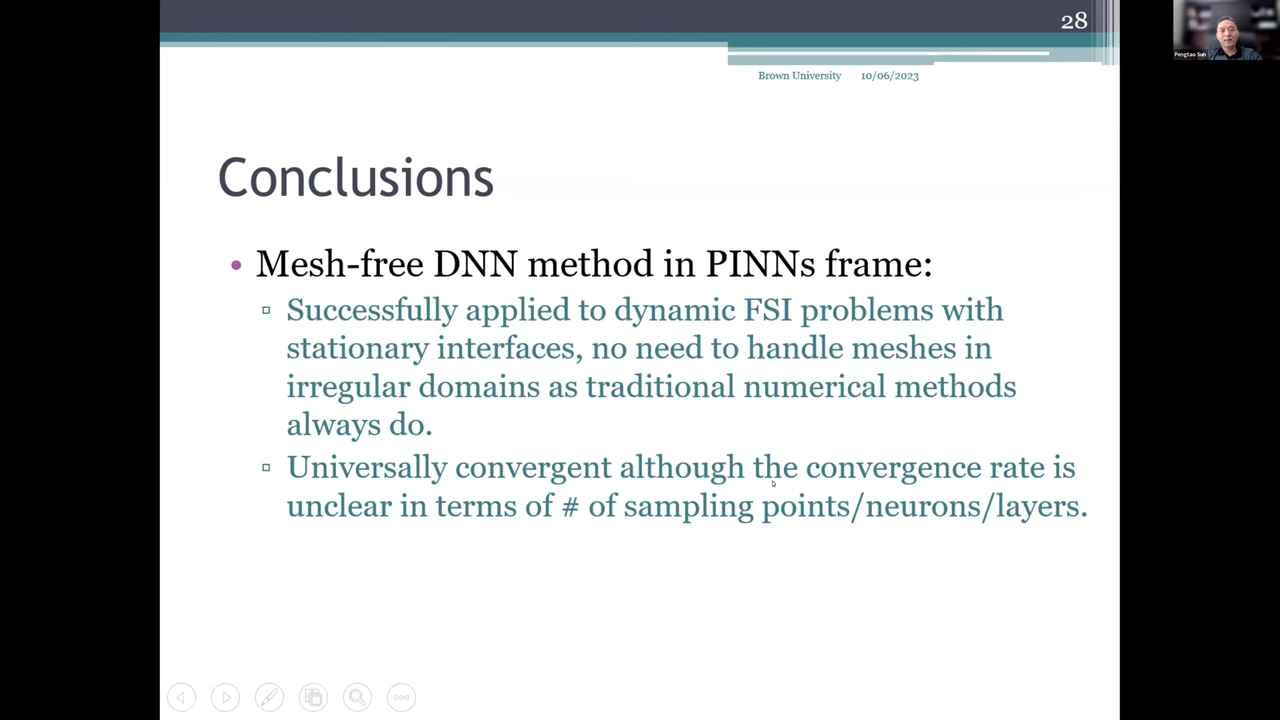 28
Pengtao Sun
Brown University 10/06/2023
Conclusions
• Mesh-free DNN method in PINNs frame:
▫ Successfully applied to dynamic FSI problems with
stationary interfaces, no need to handle meshes in
irregular domains as traditional numerical methods
always do.
▫ Universally convergent although the convergence rate is
unclear in terms of # of sampling points/neurons/layers.